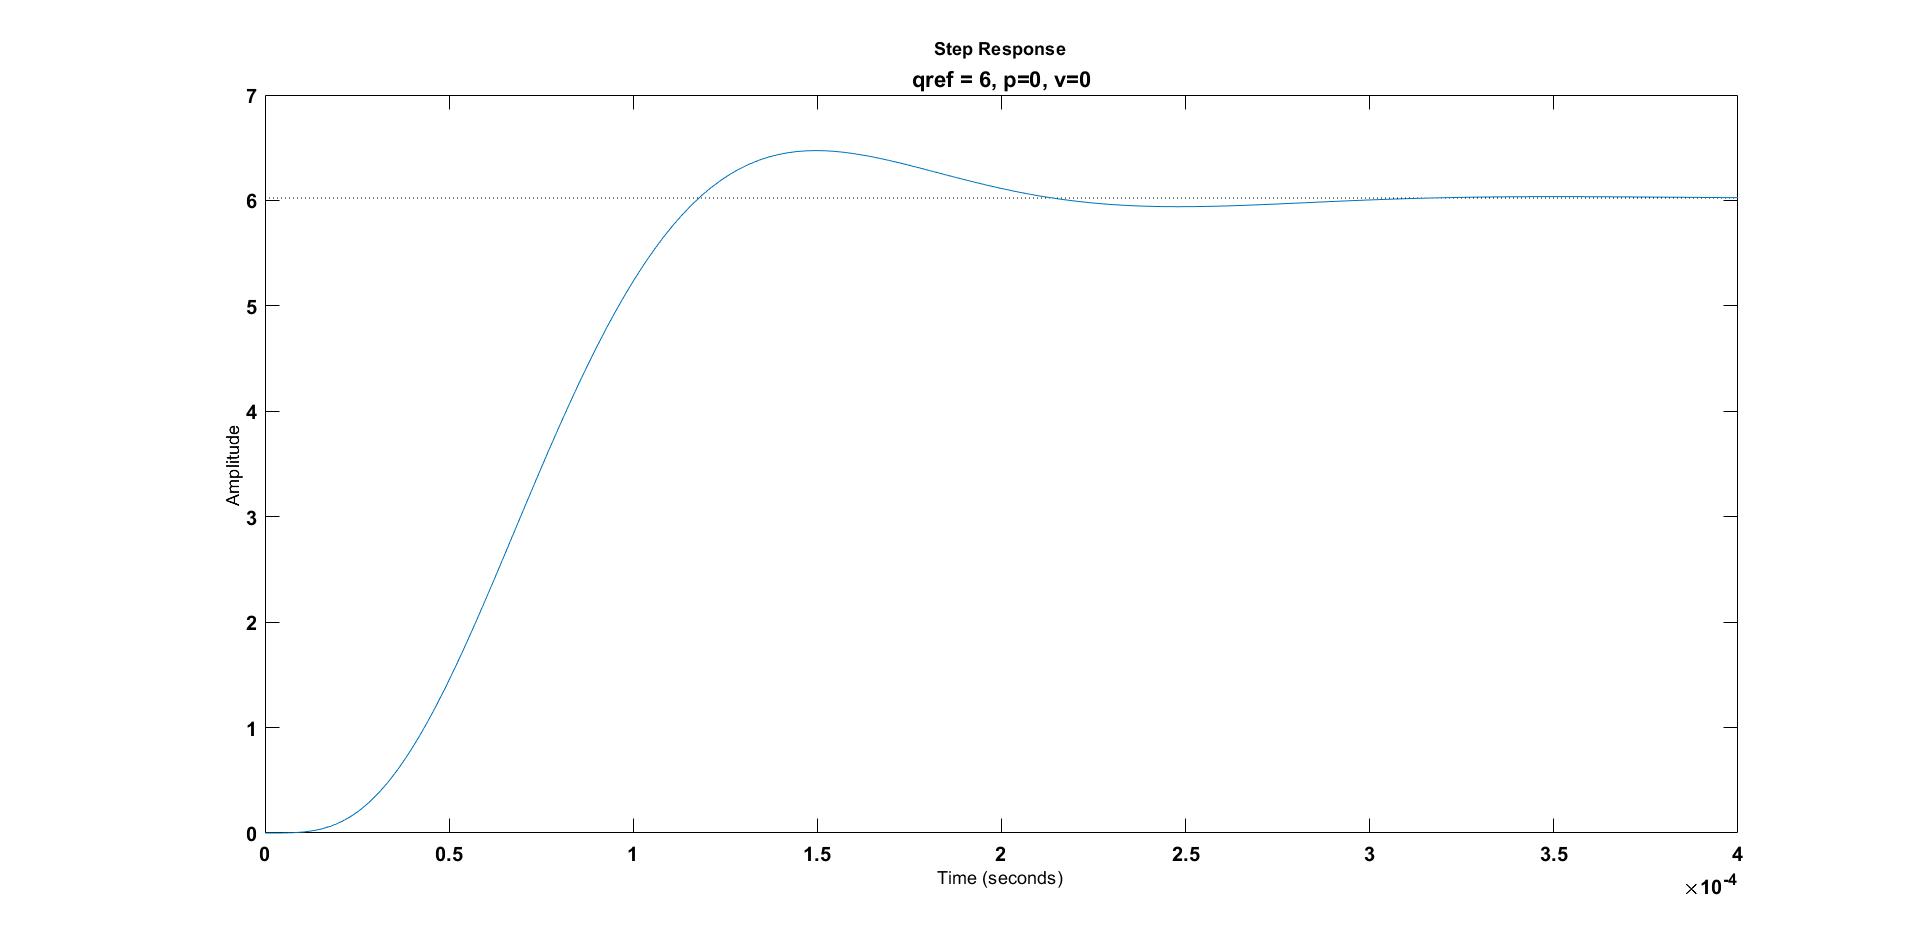 Step Response
qref = 6, p=0, v=0
7
6
5
4
3
2
1
0
Amplitude
0 0.5 1 1.5 2 2.5 3 3.5 4
Time (seconds)
×10-4